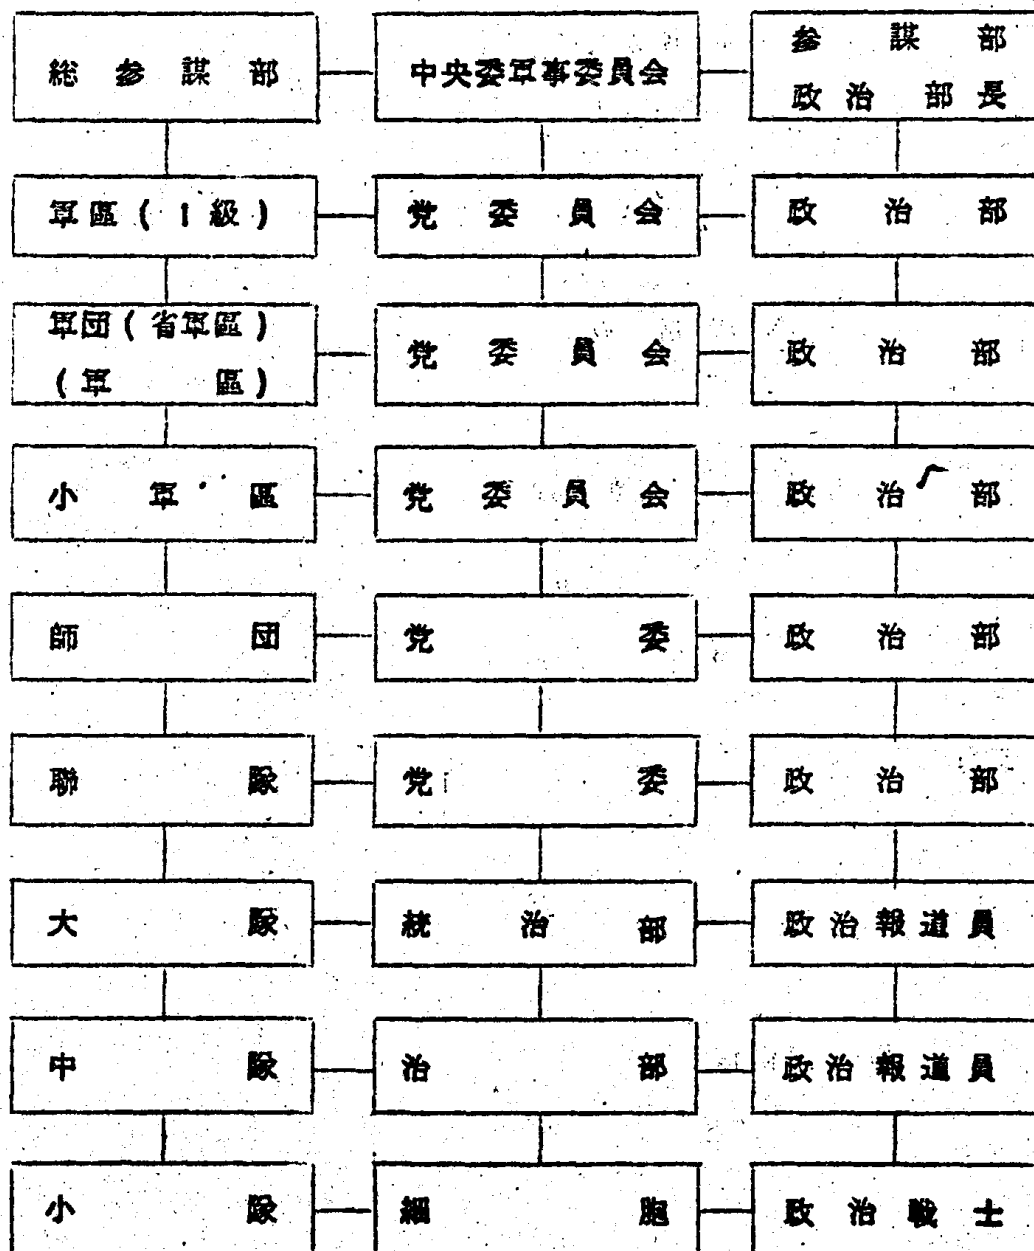 総参謀部 中央委軍事委員会 参謀部
政治部長
軍區(1級) 党委員会 政治部
軍団(省軍區)
(軍區) 党委員会 政治部
小軍區 党委員会 政治部
師団 党委 政治部
聯隊 党委 政治部
大隊 統治部 政治報道員
中隊 治部 政治報道員
小隊 細胞 政治戦士